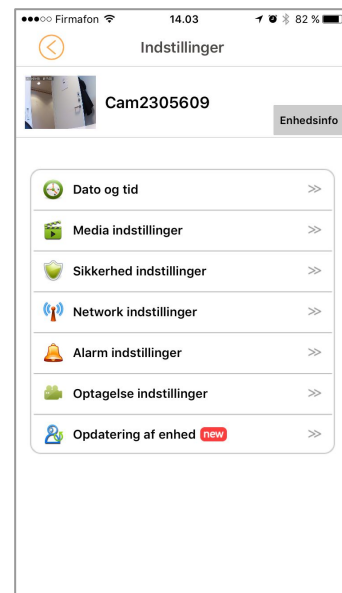 Firmafon 14.03 82 %
Indstillinger
Cam2305609
Enhedsinfo
Dato og tid
Media indstillinger
Sikkerhed indstillinger
Network indstillinger
Alarm indstillinger
Optagelse indstillinger
Opdatering af enhed new